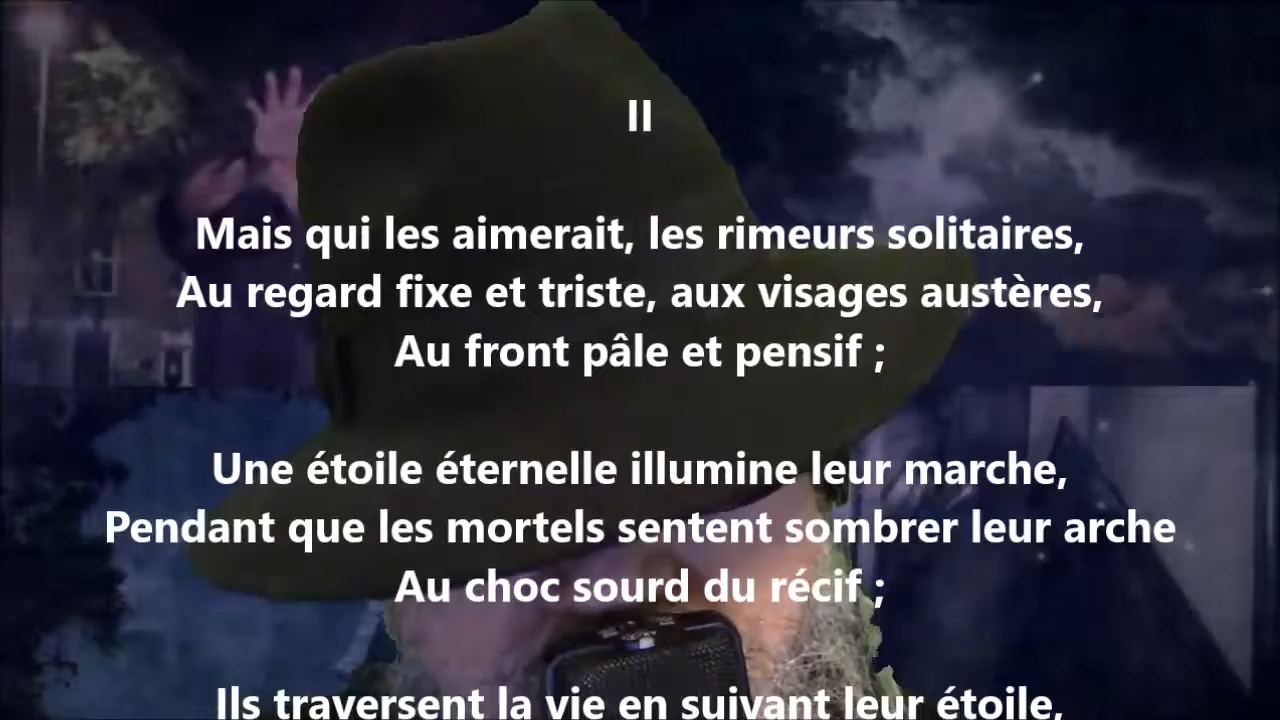 II
Mais qui les aimerait, les rimeurs solitaires,
Au regard fixe et triste, aux visages austères,
Au front pâle et pensif ;
Une étoile éternelle illumine leur marche,
Pendant que les mortels sentent sombrer leur arche
Au choc sourd du récif ;
Ils traversent la vie en suivant leur étoile,